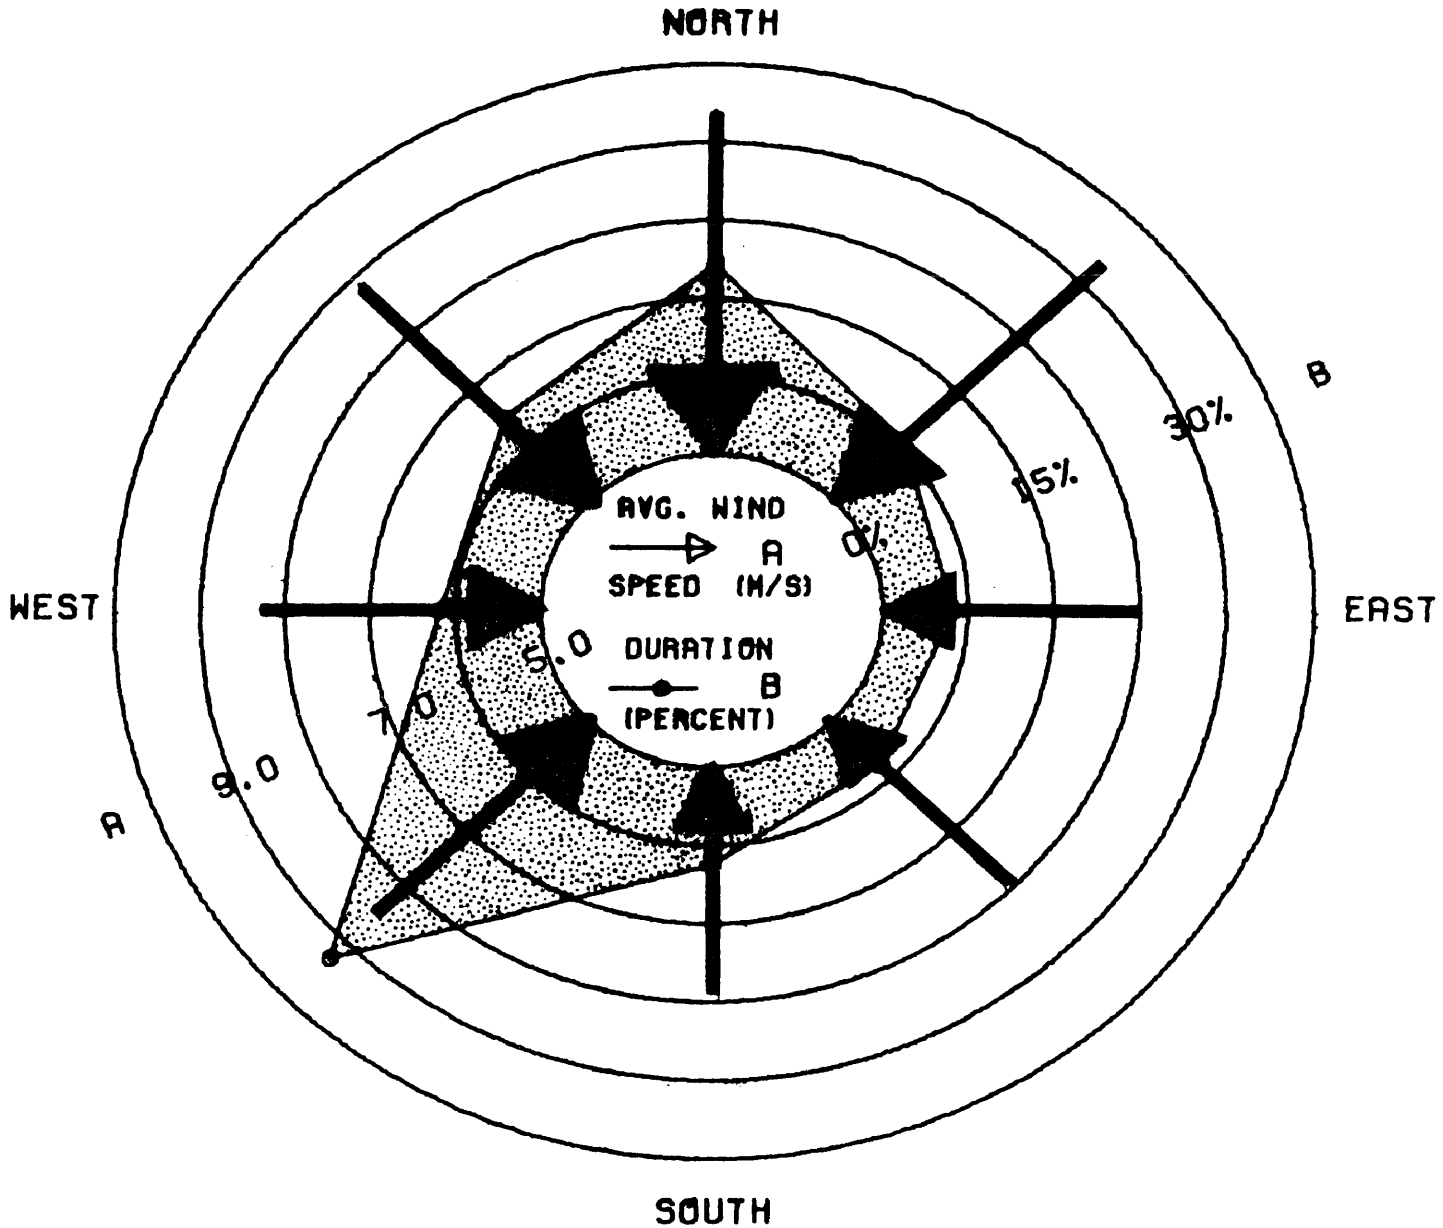 NORTH
B
30%
15%
AVG. WIND
0%
A
SPEED (M/S)
WEST
EAST
5.0
DURATION
B
7.0
(PERCENT)
9.0
A
SOUTH